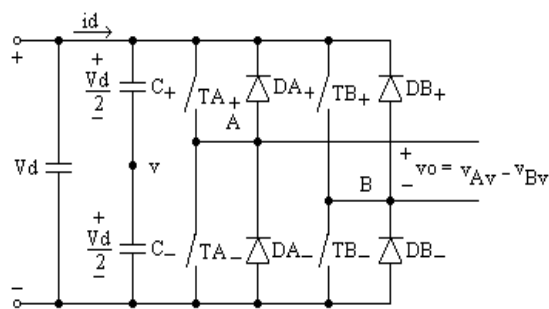 id
+
+
Vd
2
-
C+
TA+
DA+
TB+
DB+
A
Vd
v
+
-
vo = vAv - vBv
B
+
Vd
2
-
C-
TA-
DA-
TB-
DB-
-